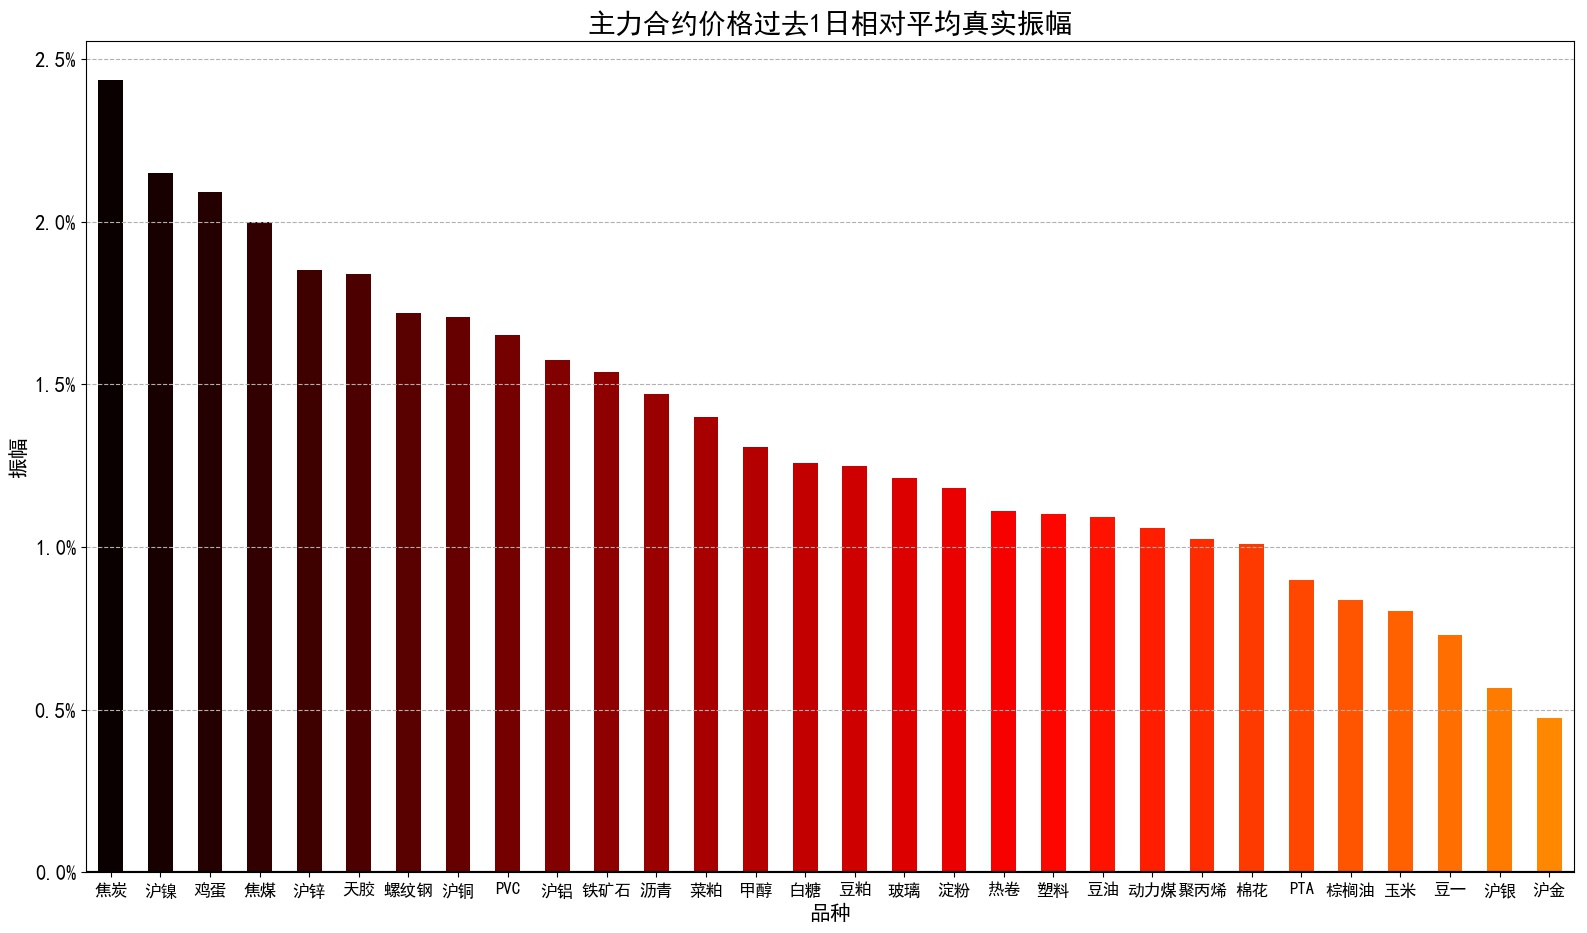 主力合约价格过去1日相对平均真实振幅
2.5%
2.0%
1.5%
1.0%
0.5%
0.0%
振幅
焦炭 沪镍 鸡蛋 焦煤 沪锌 天胶 螺纹钢 沪铜 PVC 沪铝 铁矿石 沥青 菜粕 甲醇 白糖 豆粕 玻璃 淀粉 热卷 塑料 豆油 动力煤 聚丙烯 棉花 PTA 棕榈油 玉米 豆一 沪银 沪金
品种